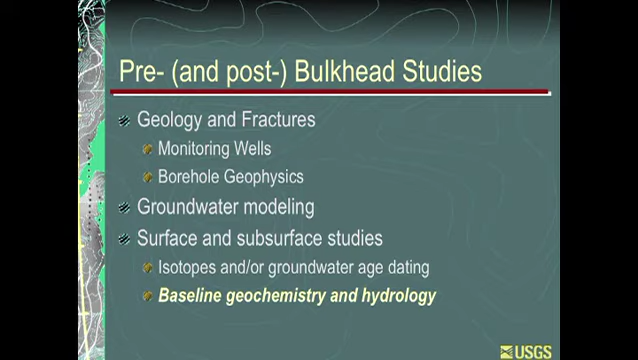 Pre- (and post-) Bulkhead Studies
Geology and Fractures
Monitoring Wells
Borehole Geophysics
Groundwater modeling
Surface and subsurface studies
Isotopes and/or groundwater age dating
Baseline geochemistry and hydrology
USGS